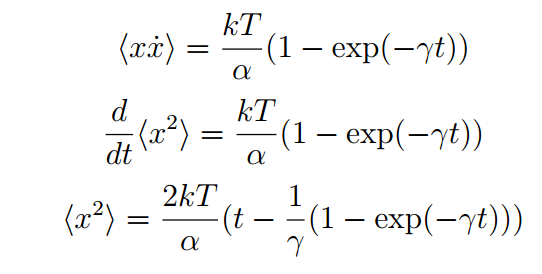 ⟨xẋ⟩ = kT/α (1 − exp(−γt))
d/dt ⟨x²⟩ = kT/α (1 − exp(−γt))
⟨x²⟩ = 2kT/α (t − 1/γ (1 − exp(−γt)))